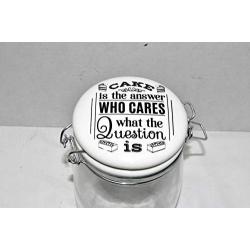 CAKE
is the answer
WHO CARES
what the
Question
is